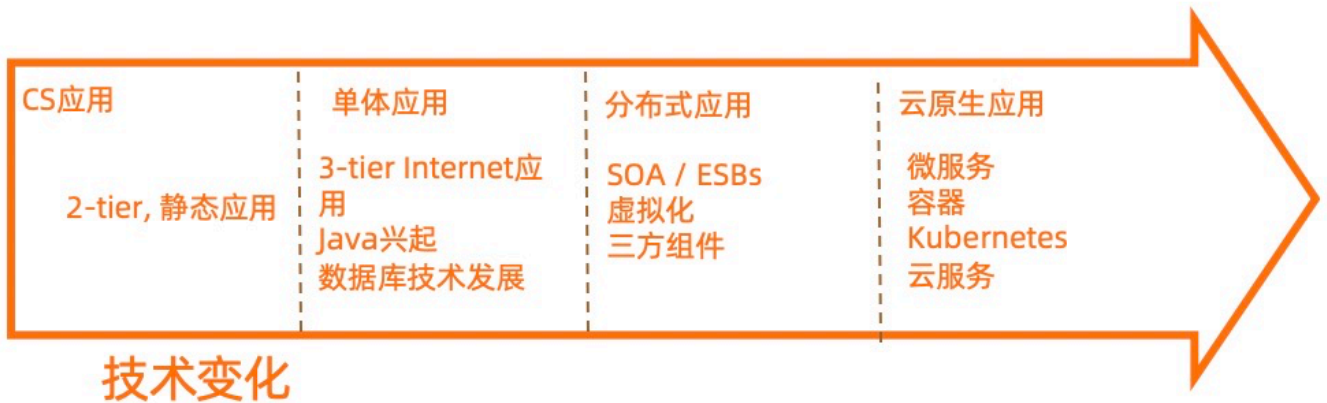 CS应用
2-tier, 静态应用
单体应用
3-tier Internet应
用
Java兴起
数据库技术发展
分布式应用
SOA / ESBs
虚拟化
三方组件
云原生应用
微服务
容器
Kubernetes
云服务
技术变化